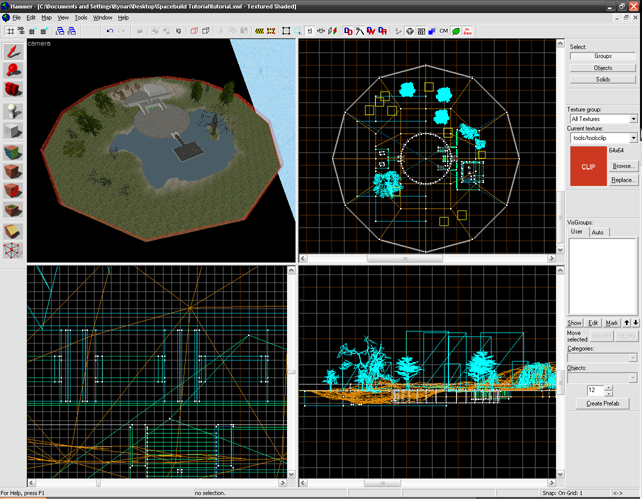 Hammer - [C:\Documents and Settings\Bynari\Desktop\Spacebuild Tutorial\tutorial.vmf - Textured Shaded]
File Edit Map View Tools Window Help
CM
camera
Select:
Groups
Objects
Solids
Texture group:
All Textures
Current texture:
tools/toolsclip
CLIP
64x64
Browse...
Replace...
VisGroups:
User Auto
Show Edit Mark
Move
selected:
Categories:
Objects:
12
Create Prefab
For Help, press F1
no selection.
Snap: On Grid: 1
<->